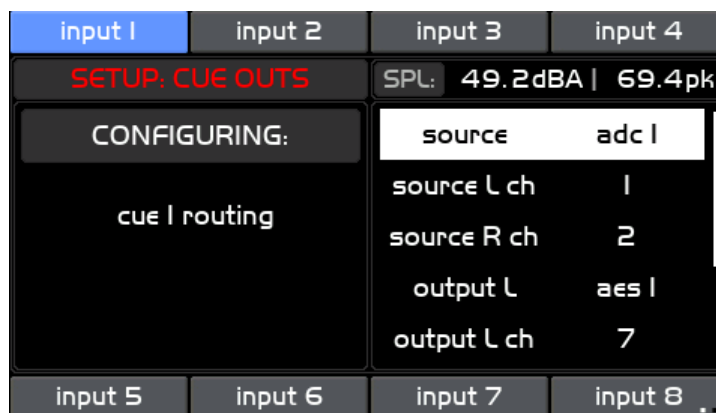 input 1 input 2 input 3 input 4
SETUP: CUE OUTS SPL: 49.2dBA | 69.4pk
CONFIGURING:
cue 1 routing
source adc 1
source L ch 1
source R ch 2
output L aes 1
output L ch 7
input 5 input 6 input 7 input 8